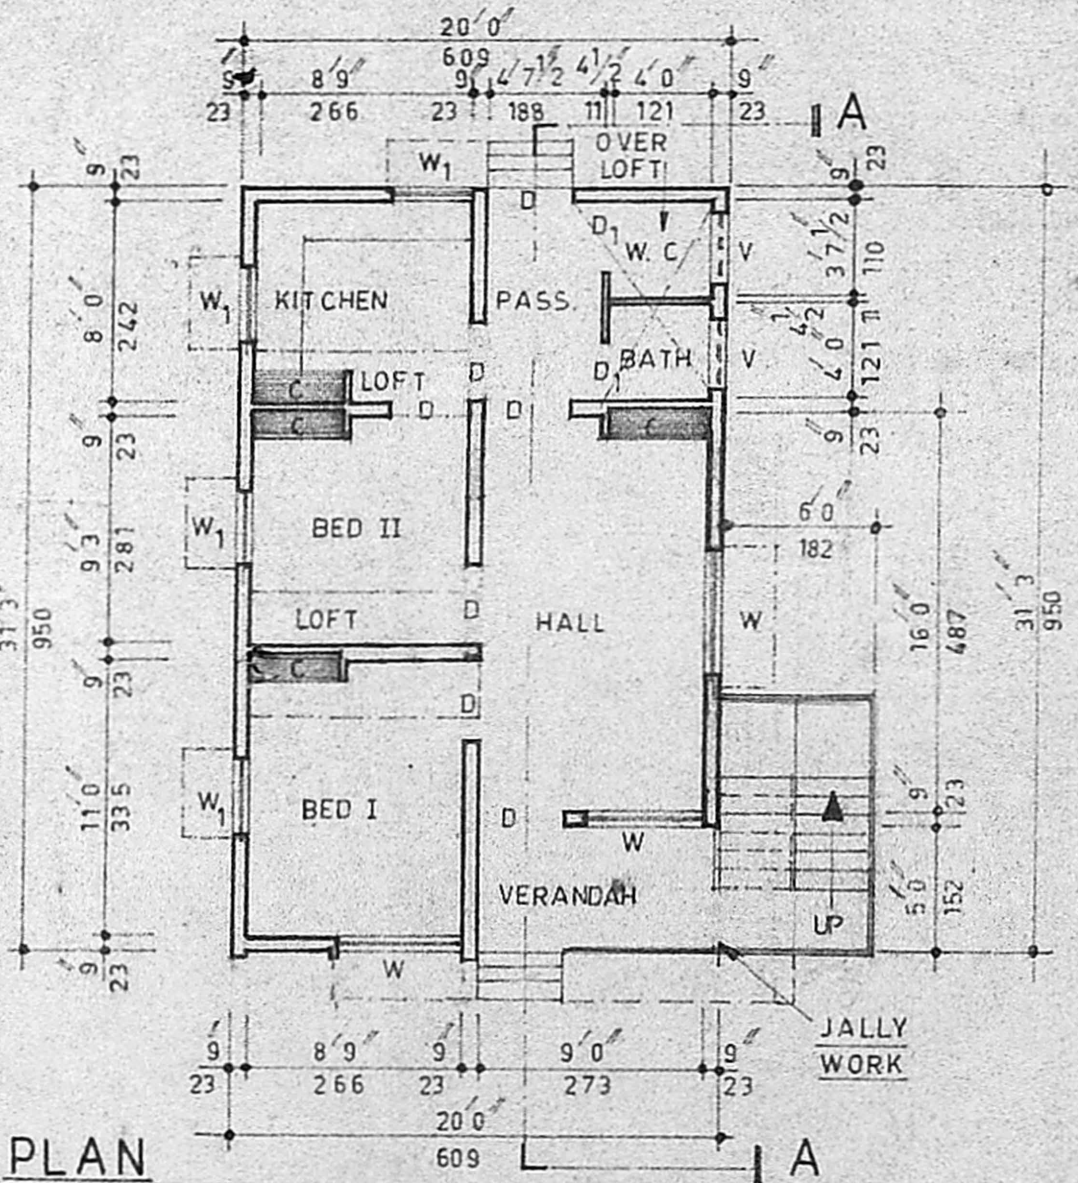 20'0"
609
9" 8'9" 9" 4'7½" 4½" 4'0" 9"
23 266 23 188 11 121 23
A
OVER
LOFT
W1
D
D1
W. C
V
9"
23
9"
23
3'7½"
110
W1
KITCHEN
PASS.
8'0"
242
4½"
11
D1
BATH
V
4'0"
121
C
LOFT
D
D
D
C
C
9"
23
9"
23
W1
BED II
6'0"
182
9'3"
281
31'3"
950
LOFT
D
HALL
W
16'0"
487
31'3"
950
C C
9"
23
D
W1
BED I
11'0"
335
D
W
9"
23
VERANDAH
UP
5'0"
152
W
9"
23
JALLY
WORK
9" 8'9" 9" 9'0" 9"
23 266 23 273 23
20'0"
609
A
PLAN